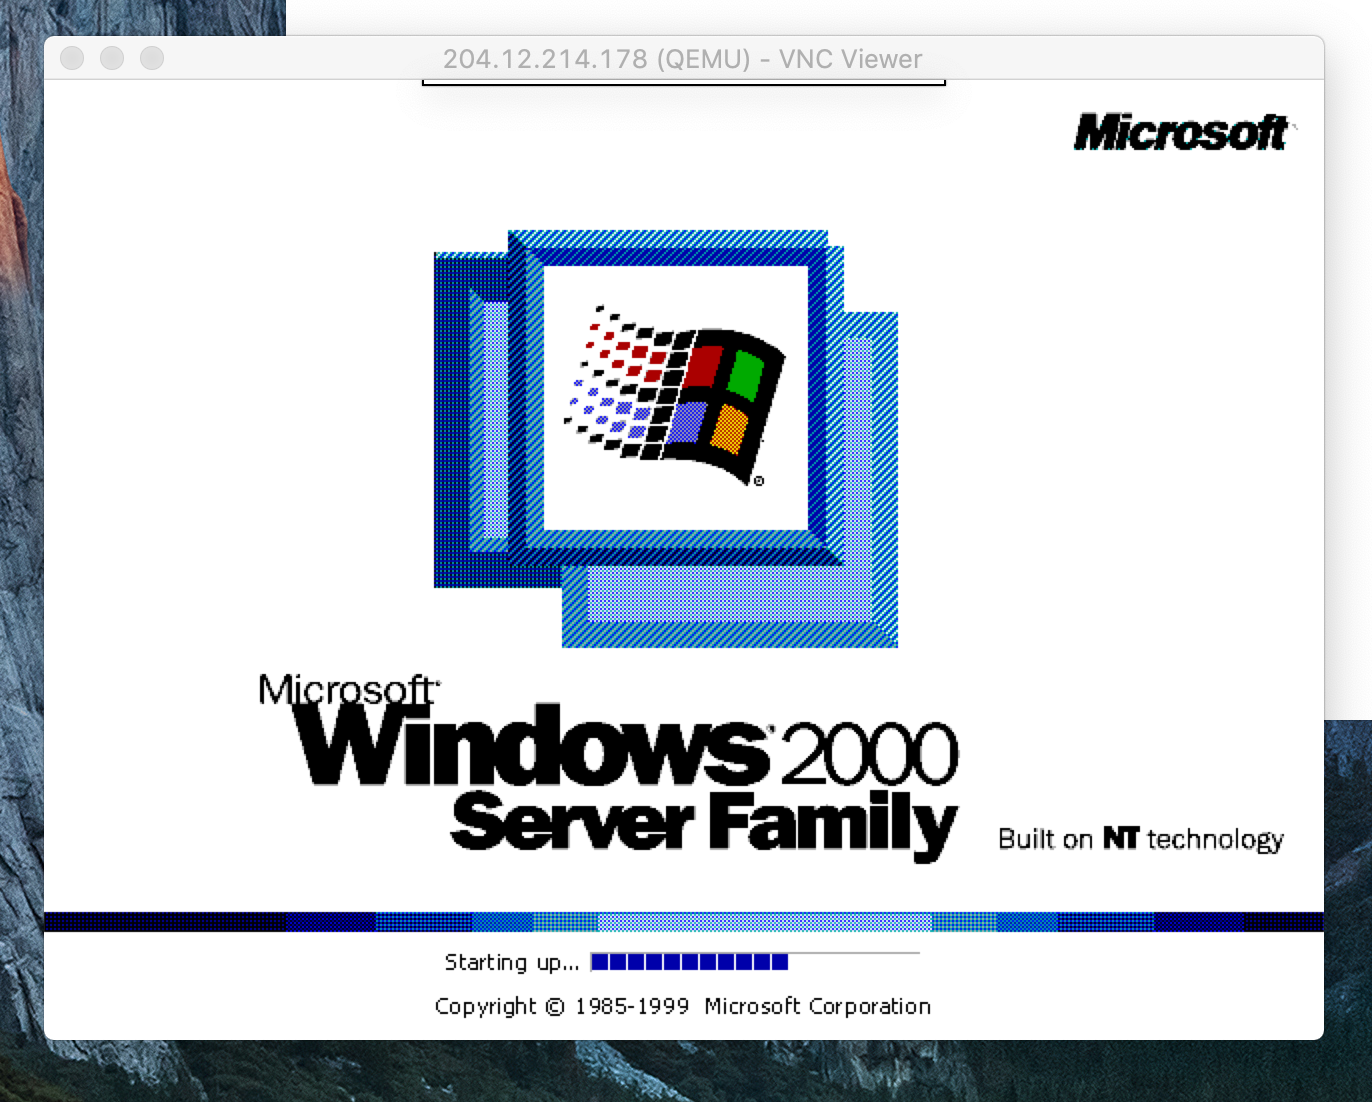 204.12.214.178 (QEMU) - VNC Viewer
Microsoft
Microsoft
Windows 2000
Server Family
Built on NT technology
Starting up...
Copyright © 1985-1999 Microsoft Corporation